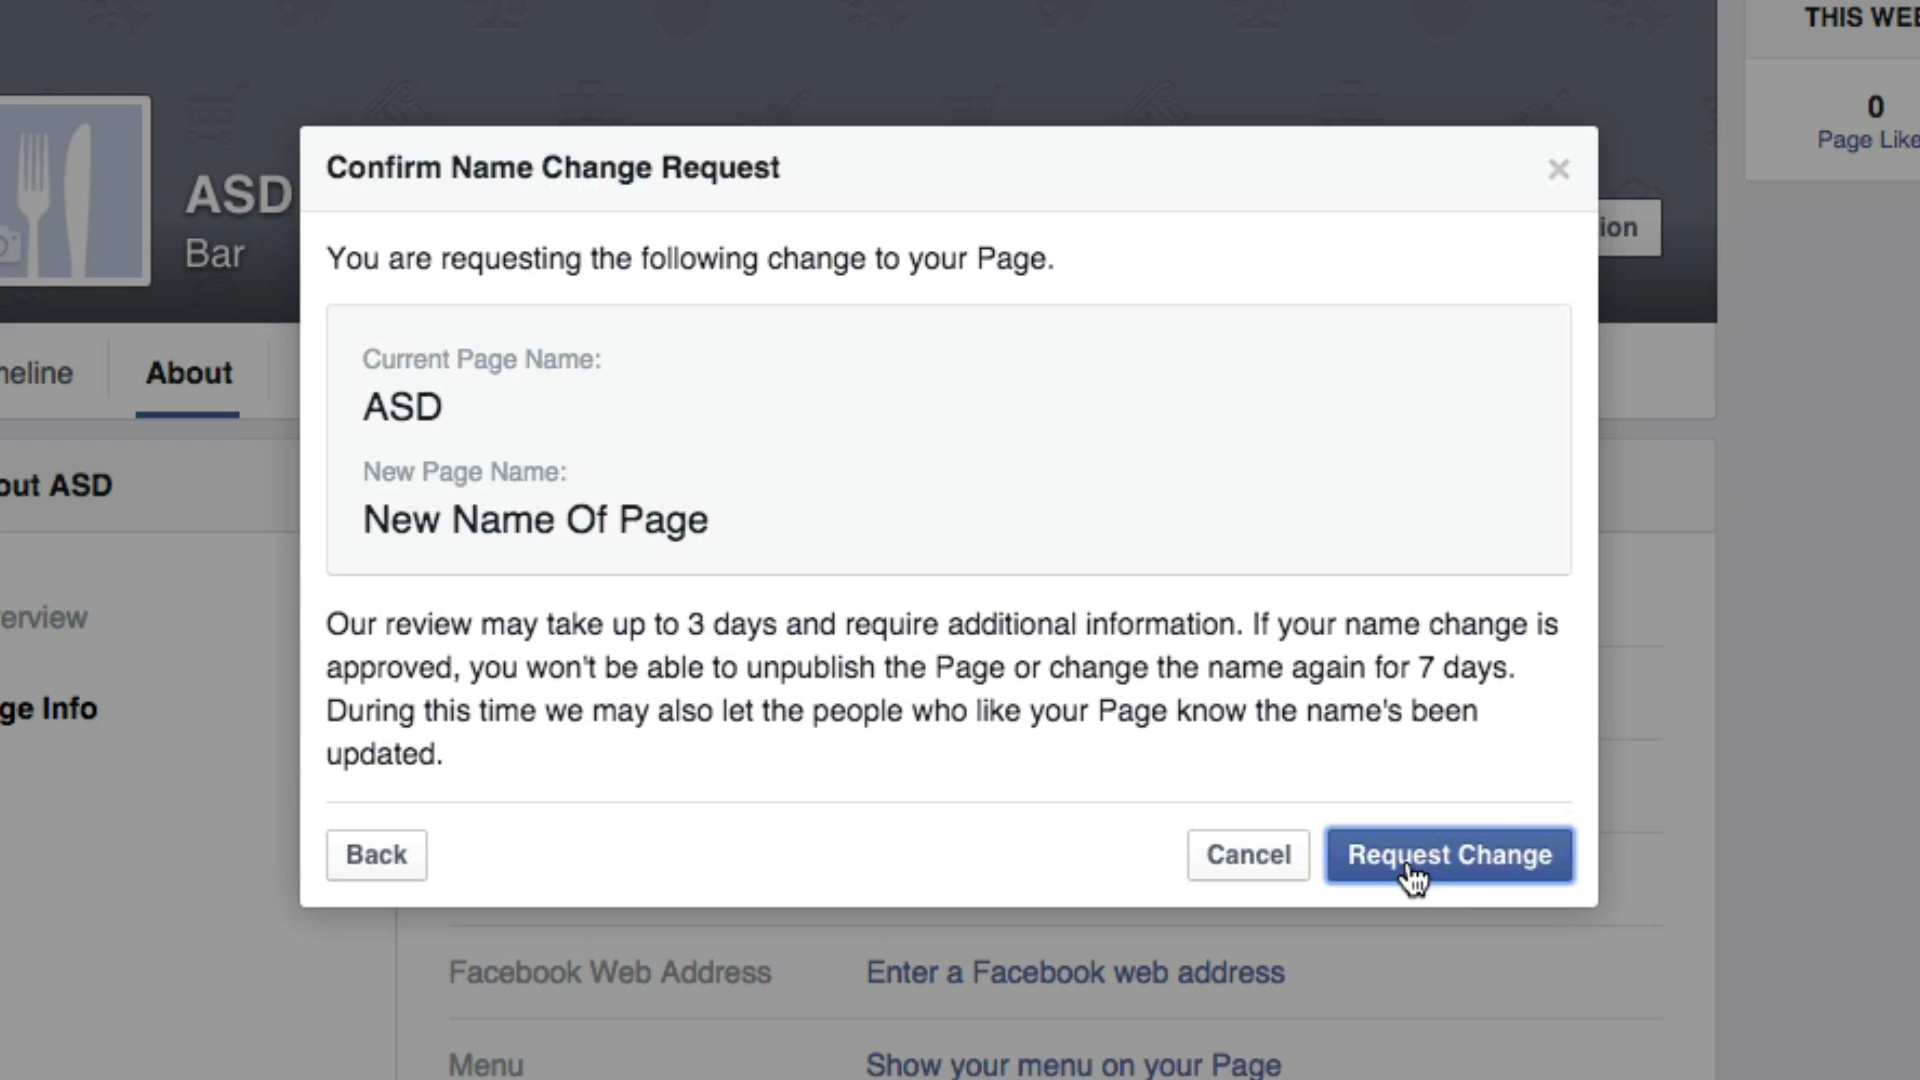 THIS WEE
0
Page Like
ASD
Bar
ion
meline
About
out ASD
erview
ge Info
Confirm Name Change Request
You are requesting the following change to your Page.
Current Page Name:
ASD
New Page Name:
New Name Of Page
Our review may take up to 3 days and require additional information. If your name change is
approved, you won't be able to unpublish the Page or change the name again for 7 days.
During this time we may also let the people who like your Page know the name's been
updated.
Back
Cancel
Request Change
Facebook Web Address
Enter a Facebook web address
Menu
Show your menu on your Page